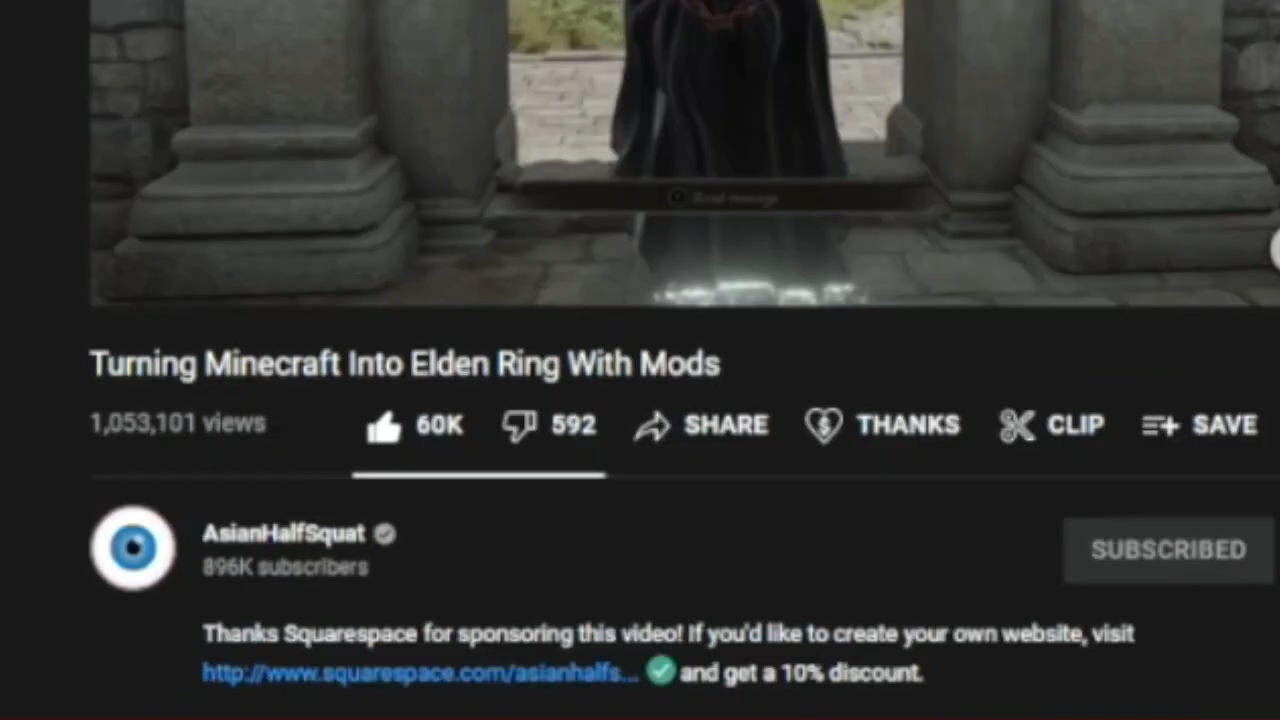 Turning Minecraft Into Elden Ring With Mods
1,053,101 views 60K 592 SHARE THANKS CLIP SAVE
AsianHalfSquat
896K subscribers
SUBSCRIBED
Thanks Squarespace for sponsoring this video! If you'd like to create your own website, visit
http://www.squarespace.com/asianhalfs... and get a 10% discount.